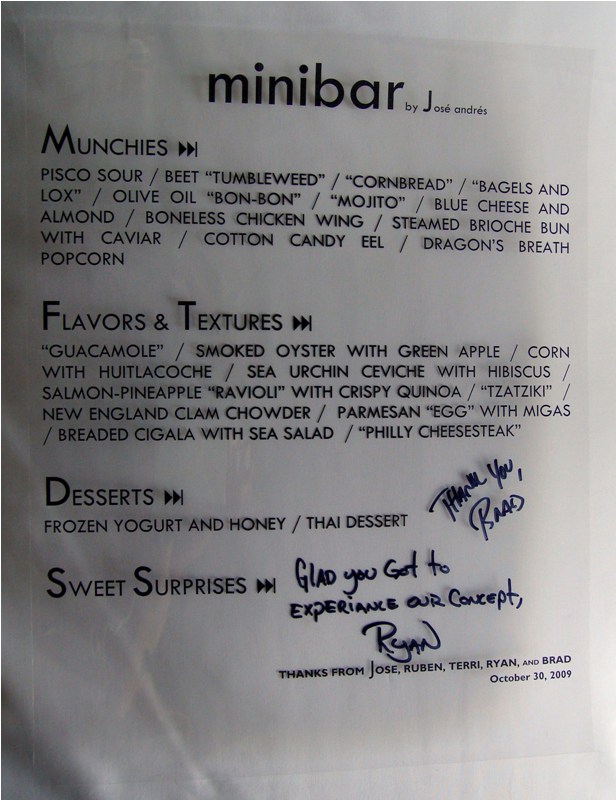 minibar by José andrés
MUNCHIES
PISCO SOUR / BEET "TUMBLEWEED" / "CORNBREAD" / "BAGELS AND
LOX" / OLIVE OIL "BON-BON" / "MOJITO" / BLUE CHEESE AND
ALMOND / BONELESS CHICKEN WING / STEAMED BRIOCHE BUN
WITH CAVIAR / COTTON CANDY EEL / DRAGON'S BREATH
POPCORN
FLAVORS & TEXTURES
"GUACAMOLE" / SMOKED OYSTER WITH GREEN APPLE / CORN
WITH HUITLACOCHE / SEA URCHIN CEVICHE WITH HIBISCUS /
SALMON-PINEAPPLE "RAVIOLI" WITH CRISPY QUINOA / "TZATZIKI" /
NEW ENGLAND CLAM CHOWDER / PARMESAN "EGG" WITH MIGAS
/ BREADED CIGALA WITH SEA SALAD / "PHILLY CHEESESTEAK"
DESSERTS
FROZEN YOGURT AND HONEY / THAI DESSERT
THANK YOU,
BRAD
SWEET SURPRISES
GLAD you Got to
EXPERIANCE OUR CONCEPT,
RYAN
THANKS FROM JOSE, RUBEN, TERRI, RYAN, AND BRAD
October 30, 2009